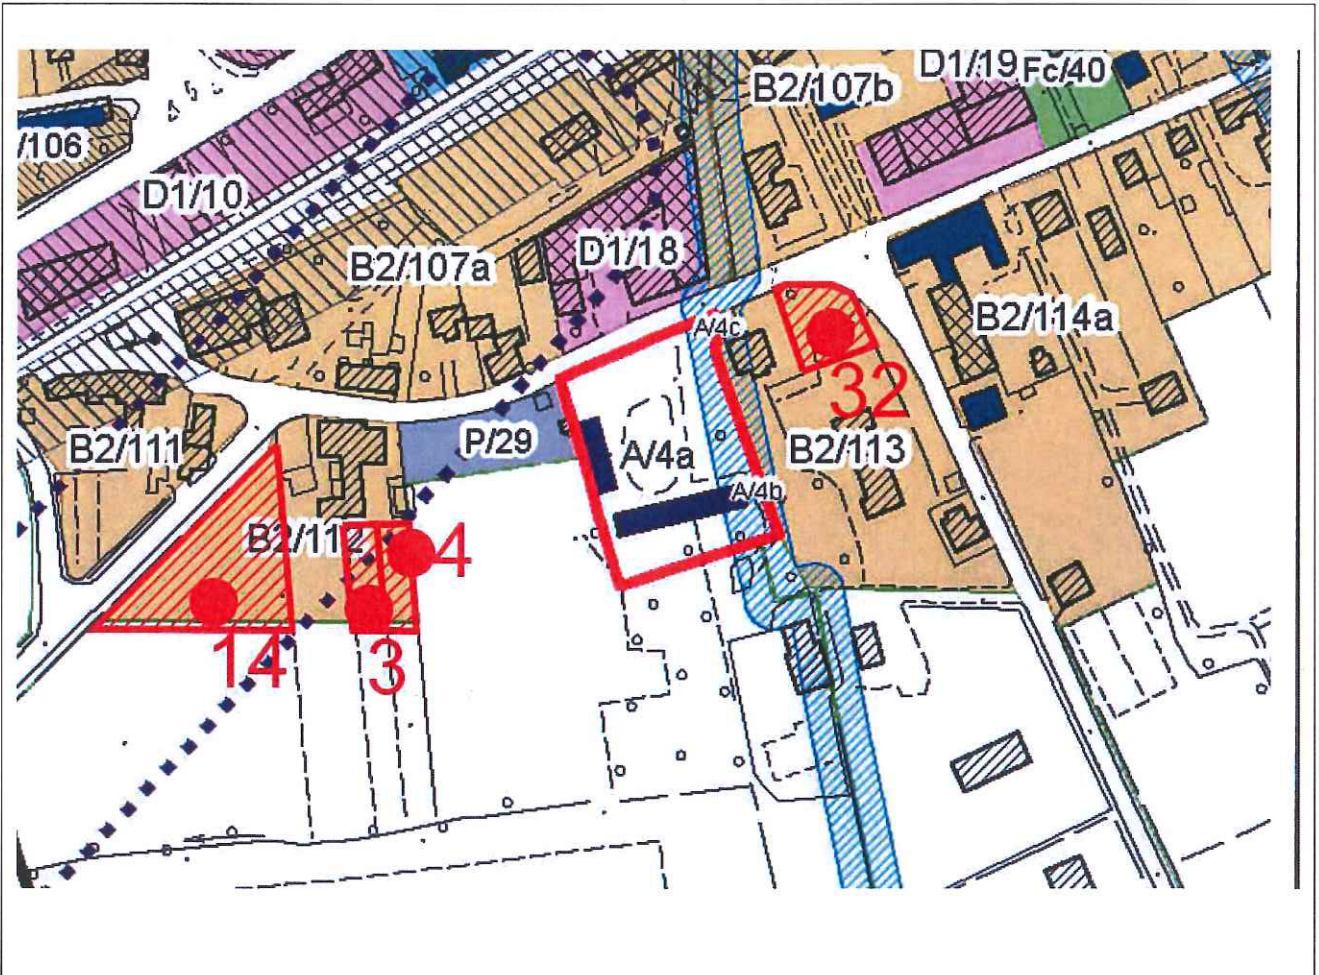 D1/19 Fc/40
B2/107b
/106
D1/10
D1/18
B2/107a
B2/114a
A/4c
32
B2/111
P/29
A/4a
B2/113
A/4b
B2/112
4
14
3